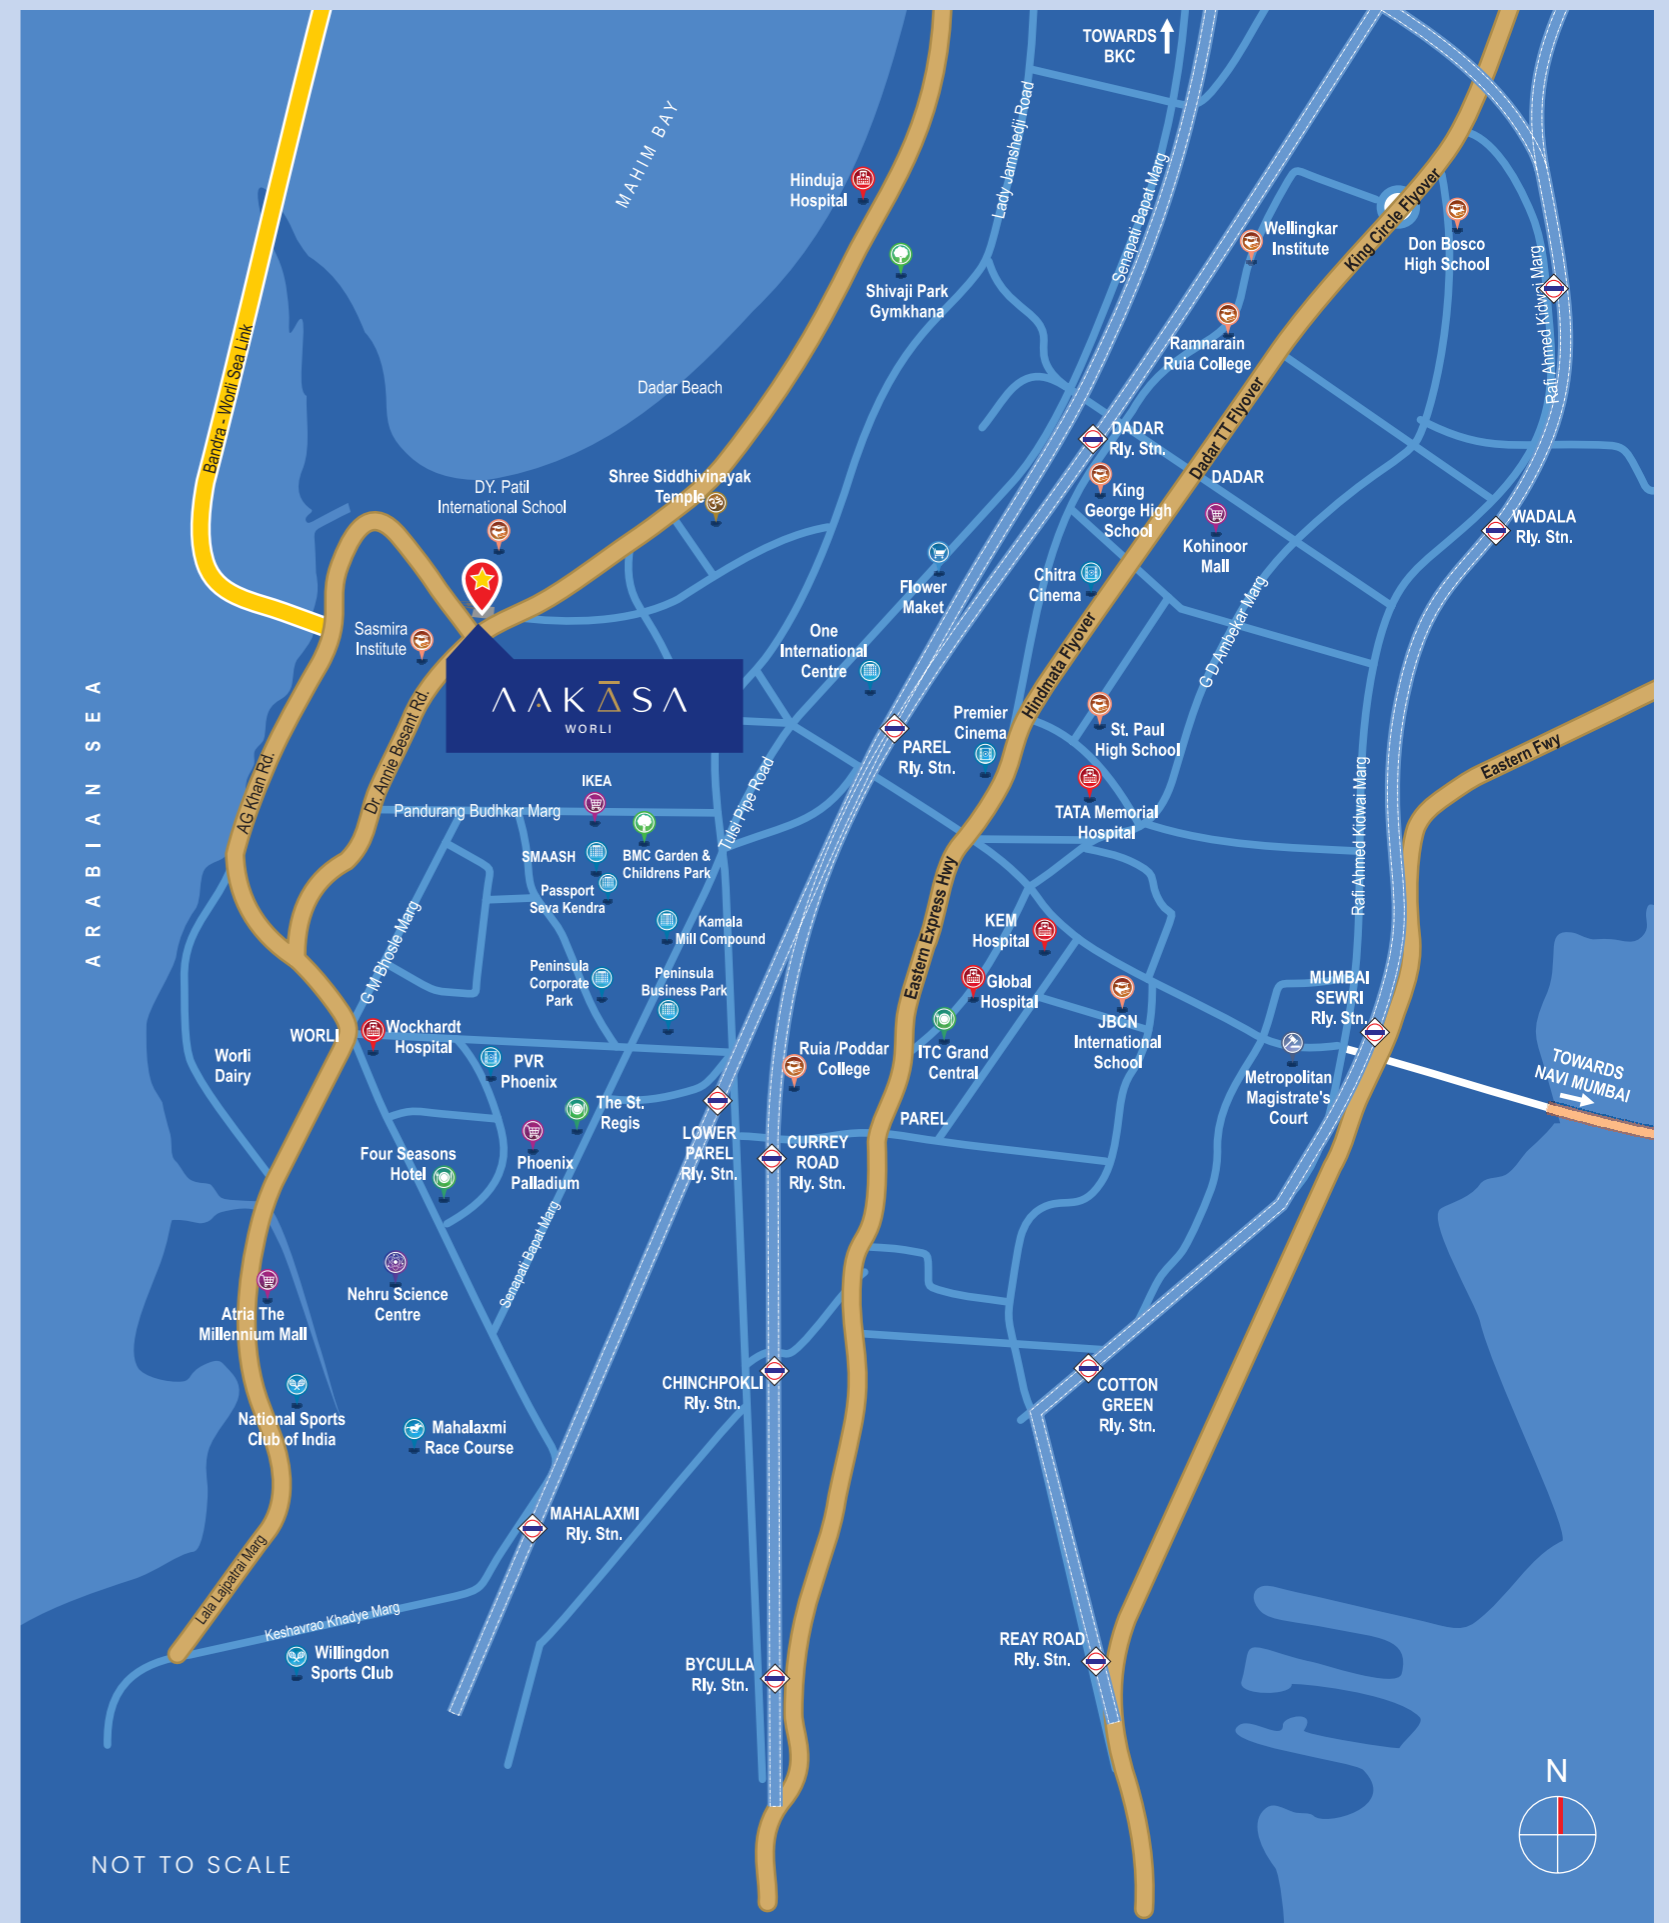 TOWARDS
BKC
MAHIM BAY
Lady Jamshedji Road
Senapati Bapat Marg
Hinduja
Hospital
King Circle Flyover
Wellingkar
Institute
Don Bosco
High School
Rafi Ahmed Kidwai Marg
Rafi Ahmed Kidwai Marg
Shivaji Park
Gymkhana
Ramnarain
Ruia College
Bandra - Worli Sea Link
Dadar Beach
Dadar TT Flyover
DADAR
Rly. Stn.
DADAR
Shree Siddhivinayak
Temple
DY. Patil
International School
King
George High
School
Kohinoor
Mall
WADALA
Rly. Stn.
Flower
Maket
Chitra
Cinema
G D Ambekar Marg
Sasmira
Institute
One
International
Centre
Hindmata Flyover
AAKĀSA
WORLI
ARABIAN SEA
Dr. Annie Besant Rd.
AG Khan Rd.
PAREL
Rly. Stn.
Premier
Cinema
St. Paul
High School
Eastern Fwy
IKEA
Pandurang Budhkar Marg
Tulsi Pipe Road
TATA Memorial
Hospital
Rafi Ahmed Kidwai Marg
SMAASH
BMC Garden &
Childrens Park
Passport
Seva Kendra
Eastern Express Hwy
Kamala
Mill Compound
KEM
Hospital
G M Bhosle Marg
Peninsula
Corporate
Park
Peninsula
Business Park
Global
Hospital
MUMBAI
SEWRI
Rly. Stn.
JBCN
International
School
WORLI
Wockhardt
Hospital
Worli
Dairy
PVR
Phoenix
Ruia /Poddar
College
ITC Grand
Central
Metropolitan
Magistrate's
Court
TOWARDS
NAVI MUMBAI
The St.
Regis
PAREL
LOWER
PAREL
Rly. Stn.
CURREY
ROAD
Rly. Stn.
Four Seasons
Hotel
Phoenix
Palladium
Senapati Bapat Marg
Nehru Science
Centre
Atria The
Millennium Mall
CHINCHPOKLI
Rly. Stn.
COTTON
GREEN
Rly. Stn.
National Sports
Club of India
Mahalaxmi
Race Course
MAHALAXMI
Rly. Stn.
Lala Lajpatrai Marg
Keshavrao Khadye Marg
Willingdon
Sports Club
BYCULLA
Rly. Stn.
REAY ROAD
Rly. Stn.
N
NOT TO SCALE